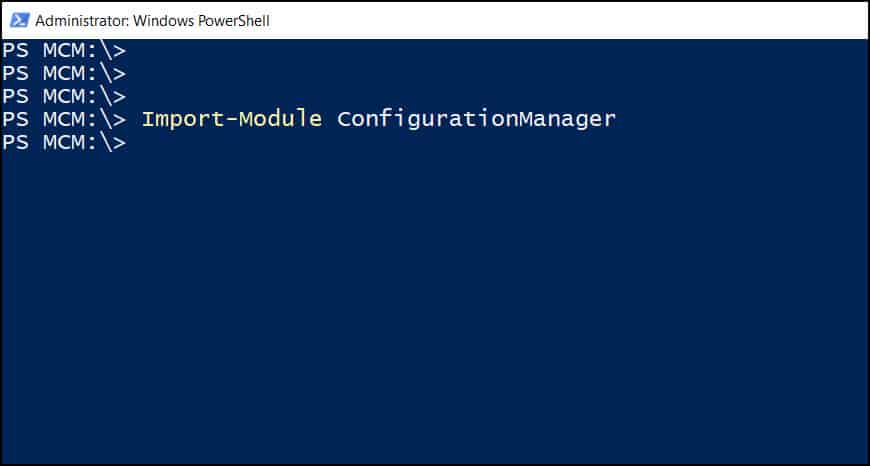 Administrator: Windows PowerShell
PS MCM:\>
PS MCM:\>
PS MCM:\>
PS MCM:\> Import-Module ConfigurationManager
PS MCM:\>